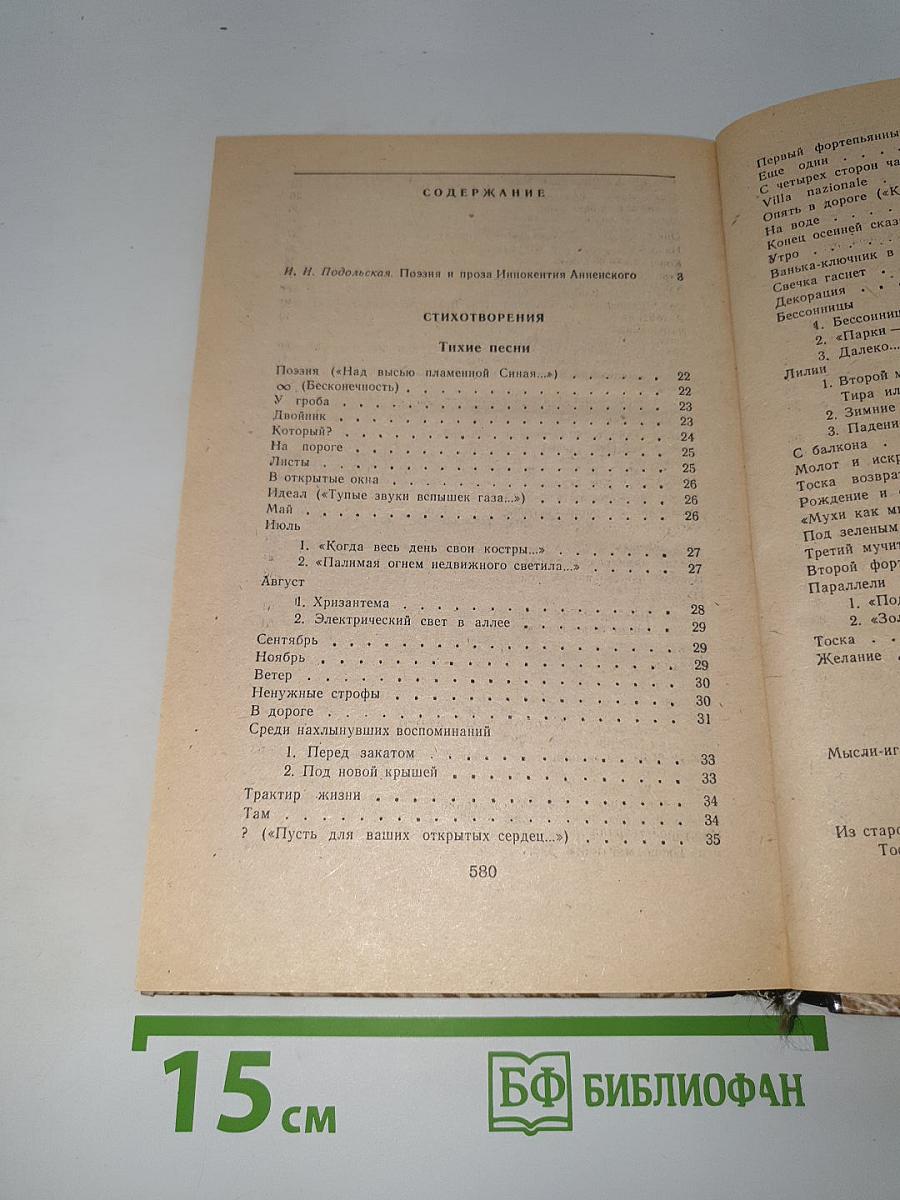 СОДЕРЖАНИЕ
И. И. Подольская. Поэзия и проза Иннокентия Анненского 3
СТИХОТВОРЕНИЯ
Тихие песни
Поэзия («Над высью пламенной Синая...») . . . . . . 22
∞ (Бесконечность) . . . . . . 22
У гроба . . . . . . 23
Двойник . . . . . . 23
Который? . . . . . . 24
На пороге . . . . . . 25
Листы . . . . . . 25
В открытые окна . . . . . . 26
Идеал («Тупые звуки вспышек газа...») . . . . . . 26
Май . . . . . . 26
Июль
1. «Когда весь день свои костры...» . . . . . . 27
2. «Палимая огнем недвижного светила...» . . . . . 27
Август
1. Хризантема . . . . . . 28
2. Электрический свет в аллее . . . . . . 29
Сентябрь . . . . . . 29
Ноябрь . . . . . . 29
Ветер . . . . . . 30
Ненужные строфы . . . . . . 30
В дороге . . . . . . 31
Среди нахлынувших воспоминаний
1. Перед закатом . . . . . . 33
2. Под новой крышей . . . . . . 33
Трактир жизни . . . . . . 34
Там . . . . . . 34
? («Пусть для ваших открытых сердец...») . . . . . . 35
580
Первый фортепьянны
Еще один . . . .
С четырех сторон ча
Villa nazionale .
Опять в дороге («К
На воде . . . .
Конец осенней сказ
Утро . . . . .
Ванька-ключник в
Свечка гаснет .
Декорация . . .
Бессонницы
1. Бессонниц
2. «Парки —
3. Далеко...
Лилии
1. Второй м
Тира ил
2. Зимние
3. Падени
С балкона .
Молот и искр
Тоска возврат
Рождение и
«Мухи как мы
Под зеленым
Третий мучит
Второй форт
Параллели
1. «Под
2. «Зол
Тоска . .
Желание .
Мысли-иг
Из старо
Тос
15 см
БФ БИБЛИОФАН